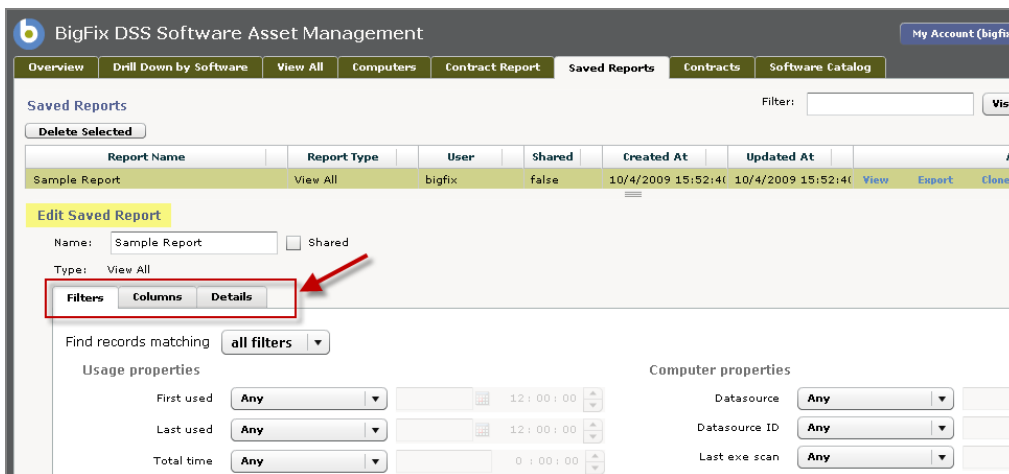 b BigFix DSS Software Asset Management My Account (bigfix
Overview Drill Down by Software View All Computers Contract Report Saved Reports Contracts Software Catalog
Saved Reports Filter: Vis
Delete Selected
Report Name Report Type User Shared Created At Updated At A
Sample Report View All bigfix false 10/4/2009 15:52:4( 10/4/2009 15:52:4( View Export Clone
Edit Saved Report
Name: Sample Report Shared
Type: View All
Filters Columns Details
Find records matching all filters
Usage properties Computer properties
First used Any 12:00:00 Datasource Any
Last used Any 12:00:00 Datasource ID Any
Total time Any 0:00:00 Last exe scan Any